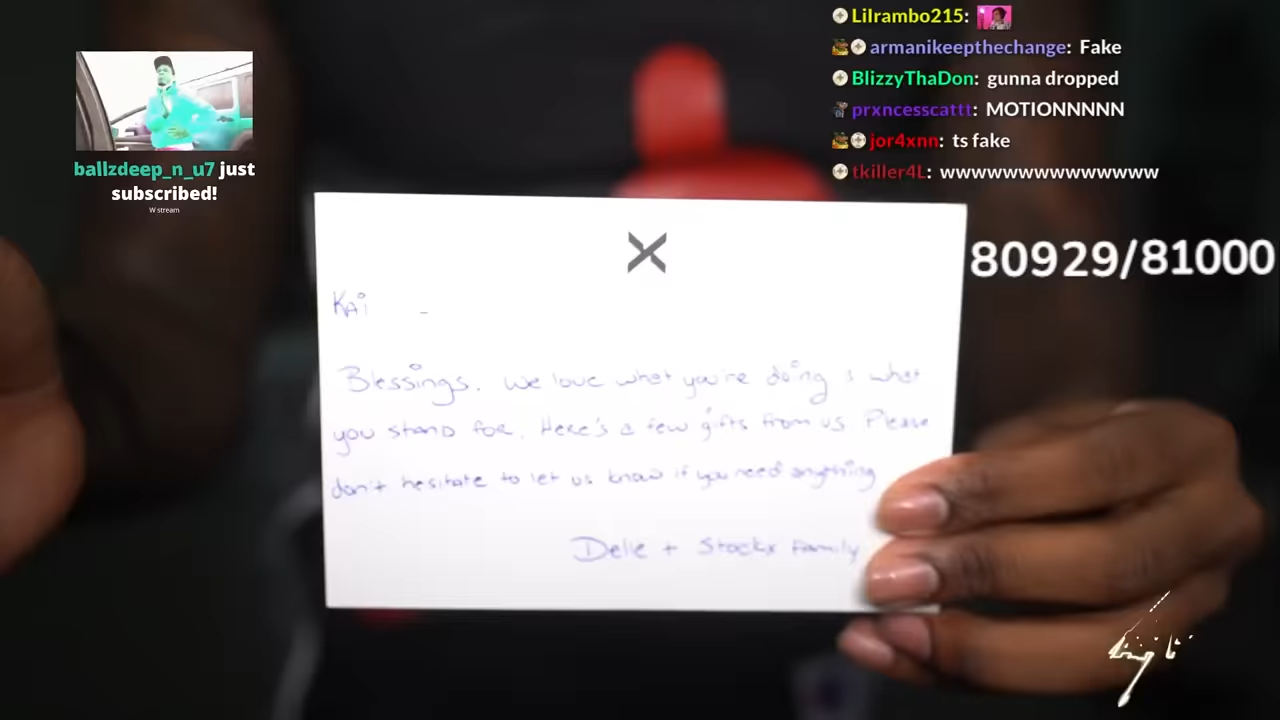 Lilrambo215:
armanikeepthechange: Fake
BlizzyThaDon: gunna dropped
prxncesscattt: MOTIONNNNN
jor4xnn: ts fake
tkiller4L: wwwwwwwwwwwwww
ballzdeep_n_u7 just
subscribed!
W stream
80929/81000
X
Kai -
Blessings. We love what you're doing & what
you stand for. Here's a few gifts from us. Please
don't hesitate to let us know if you need anything
+ StockX Family